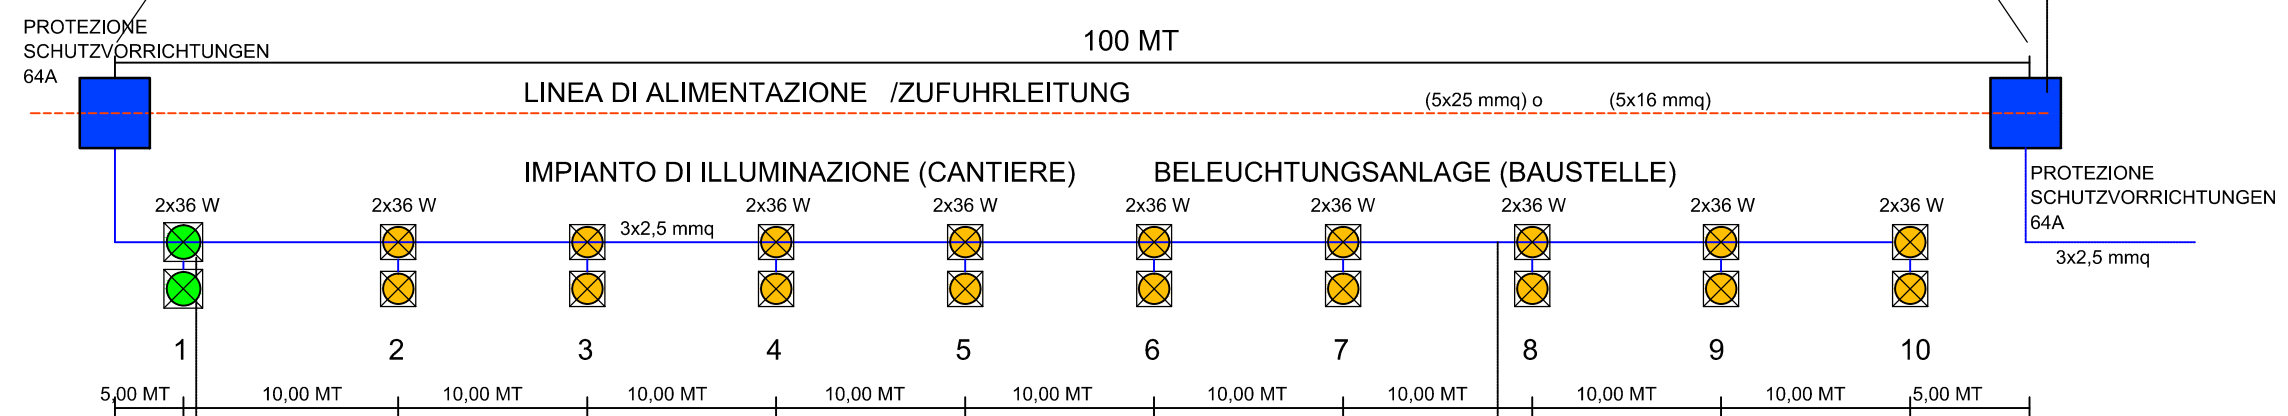 PROTEZIONE
SCHUTZVORRICHTUNGEN
64A
100 MT
LINEA DI ALIMENTAZIONE /ZUFUHRLEITUNG
(5x25 mmq) o (5x16 mmq)
IMPIANTO DI ILLUMINAZIONE (CANTIERE) BELEUCHTUNGSANLAGE (BAUSTELLE)
PROTEZIONE
SCHUTZVORRICHTUNGEN
64A
2x36 W 2x36 W 2x36 W 2x36 W 2x36 W 2x36 W 2x36 W 2x36 W 2x36 W
3x2,5 mmq
3x2,5 mmq
1 2 3 4 5 6 7 8 9 10
5,00 MT 10,00 MT 10,00 MT 10,00 MT 10,00 MT 10,00 MT 10,00 MT 10,00 MT 10,00 MT 10,00 MT 5,00 MT